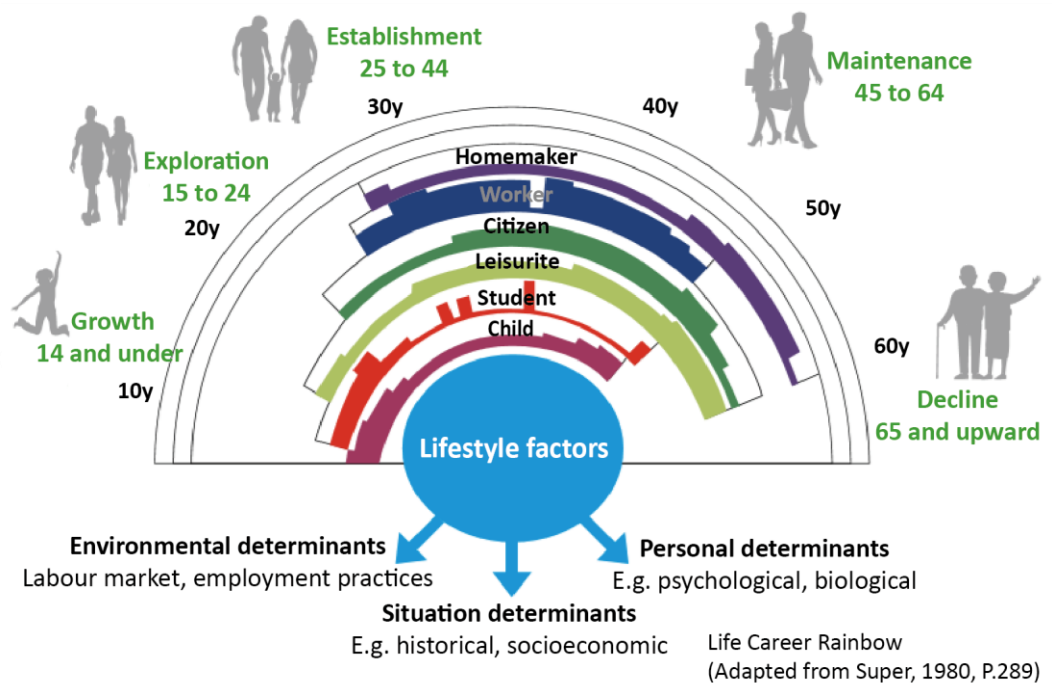 Establishment
25 to 44
Maintenance
45 to 64
30y
40y
Exploration
15 to 24
Homemaker
Worker
20y
50y
Citizen
Leisurite
Student
Child
Growth
14 and under
10y
60y
Decline
65 and upward
Lifestyle factors
Environmental determinants
Labour market, employment practices
Personal determinants
E.g. psychological, biological
Situation determinants
E.g. historical, socioeconomic
Life Career Rainbow
(Adapted from Super, 1980, P.289)